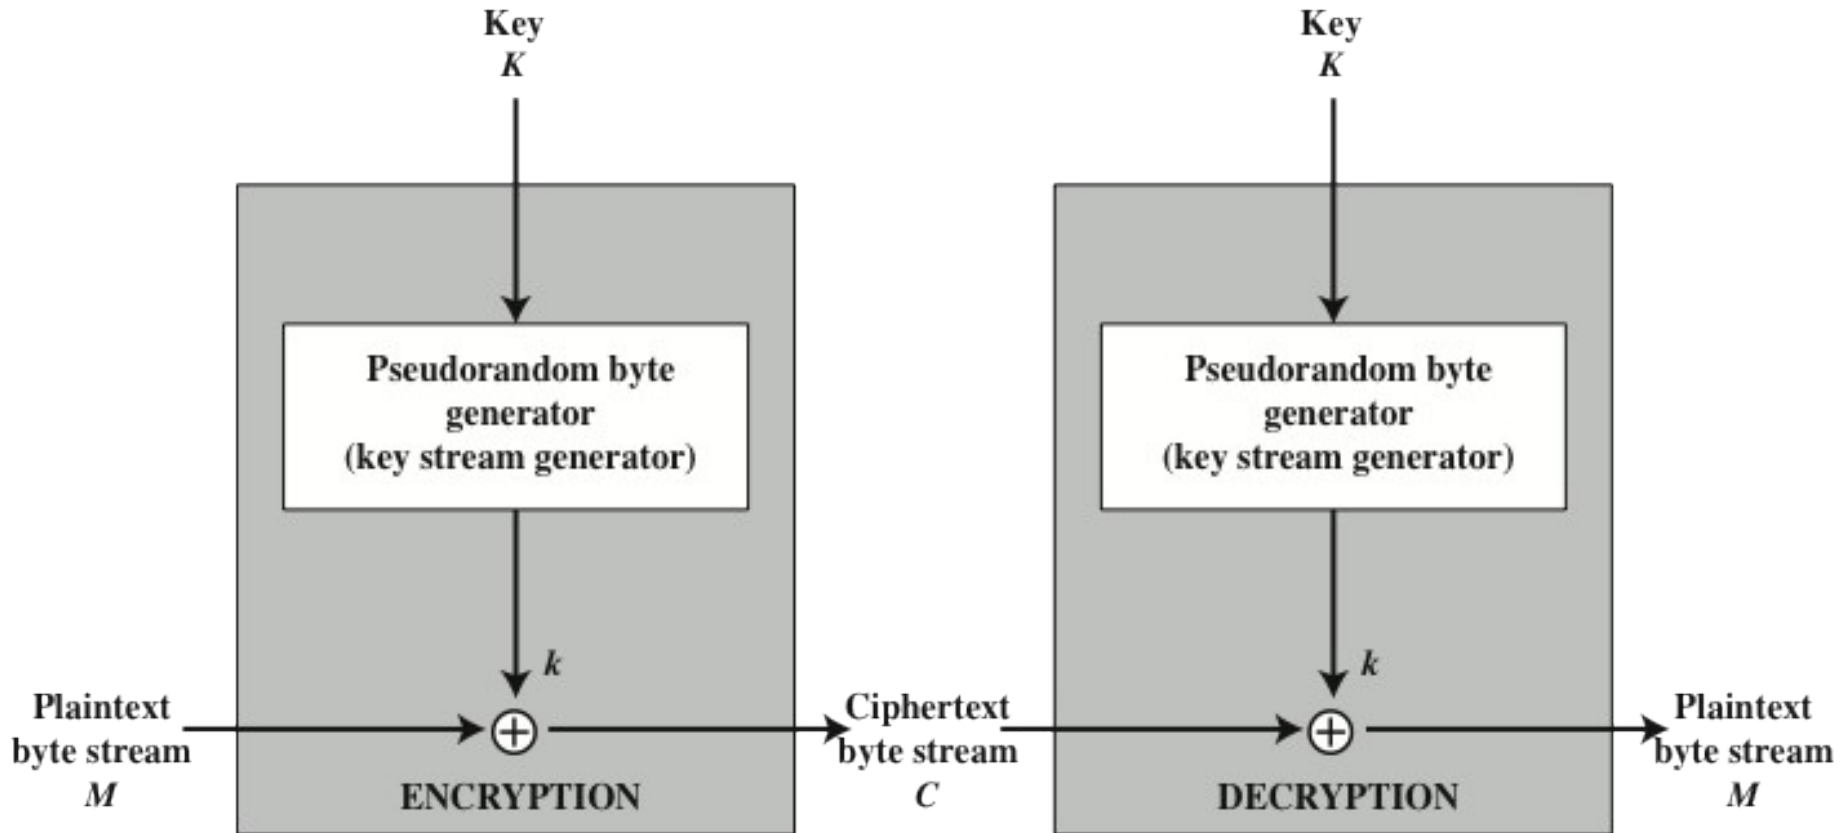 Key
K
Key
K
Pseudorandom byte
generator
(key stream generator)
Pseudorandom byte
generator
(key stream generator)
k
k
Plaintext
byte stream
M
ENCRYPTION
Ciphertext
byte stream
C
DECRYPTION
Plaintext
byte stream
M